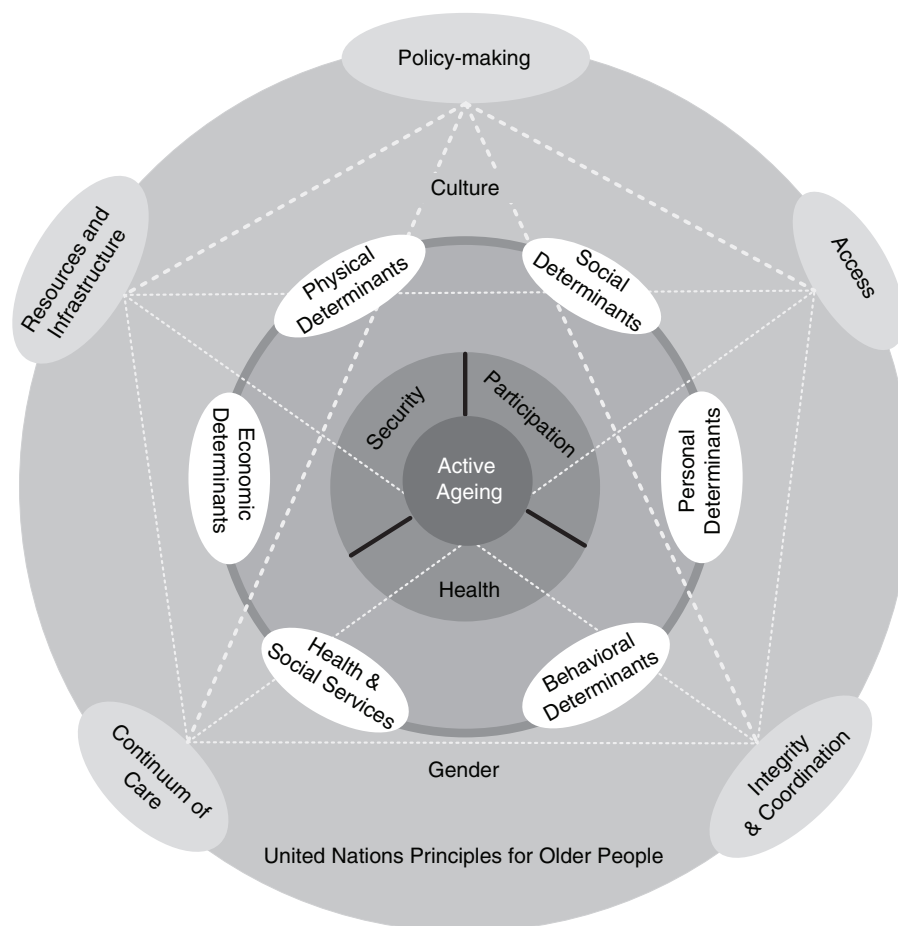 Policy-making
Culture
Resources and
Infrastructure
Access
Physical
Determinants
Social
Determinants
Security
Participation
Economic
Determinants
Active
Ageing
Personal
Determinants
Health
Health &
Social Services
Behavioral
Determinants
Continuum of
Care
Gender
Integrity
& Coordination
United Nations Principles for Older People